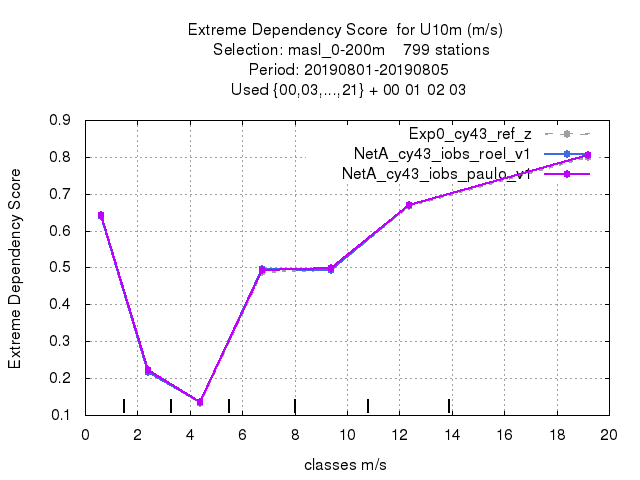 Extreme Dependency Score  for U10m (m/s)
Selection: masl_0-200m    799 stations
Period: 20190801-20190805
Used {00,03,...,21} + 00 01 02 03
Exp0_cy43_ref_z
NetA_cy43_iobs_roel_v1
NetA_cy43_iobs_paulo_v1
Extreme Dependency Score
0.9
0.8
0.7
0.6
0.5
0.4
0.3
0.2
0.1
0 2 4 6 8 10 12 14 16 18 20
classes m/s